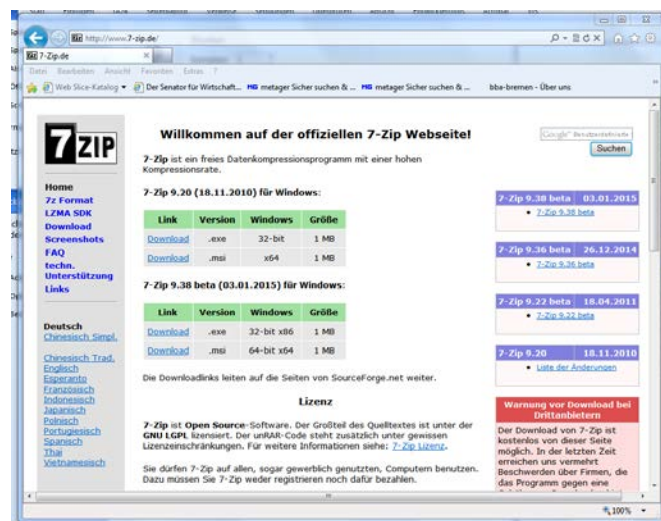 http://www.7-zip.de/
7-Zip.de
Datei Bearbeiten Ansicht Favoriten Extras ?
Web Slice-Katalog
Der Senator für Wirtschaft...
MG metager Sicher suchen & ...
MG metager Sicher suchen & ...
bba-bremen - Über uns
7ZIP
Home
7z Format
LZMA SDK
Download
Screenshots
FAQ
techn.
Unterstützung
Links
Deutsch
Chinesisch Simpl.
Chinesisch Trad.
Englisch
Esperanto
Französisch
Indonesisch
Japanisch
Polnisch
Portugiesisch
Spanisch
Thai
Vietnamesisch
Willkommen auf der offiziellen 7-Zip Webseite!
7-Zip ist ein freies Datenkompressionsprogramm mit einer hohen
Kompressionsrate.
7-Zip 9.20 (18.11.2010) für Windows:
Link Version Windows Größe
Download .exe 32-bit 1 MB
Download .msi x64 1 MB
7-Zip 9.38 beta (03.01.2015) für Windows:
Link Version Windows Größe
Download .exe 32-bit x86 1 MB
Download .msi 64-bit x64 1 MB
Die Downloadlinks leiten auf die Seiten von SourceForge.net weiter.
Lizenz
7-Zip ist Open Source-Software. Der Großteil des Quelltextes ist unter der
GNU LGPL lizensiert. Der unRAR-Code steht zusätzlich unter gewissen
Lizenzeinschränkungen. Für weitere Informationen siehe: 7-Zip Lizenz.
Sie dürfen 7-Zip auf allen, sogar gewerblich genutzten, Computern benutzen.
Dazu müssen Sie 7-Zip weder registrieren noch dafür bezahlen.
Google Benutzerdefinierte
Suchen
7-Zip 9.38 beta 03.01.2015
7-Zip 9.38 beta
7-Zip 9.36 beta 26.12.2014
7-Zip 9.36 beta
7-Zip 9.22 beta 18.04.2011
7-Zip 9.22 beta
7-Zip 9.20 18.11.2010
Liste der Änderungen
Warnung vor Download bei
Drittanbietern
Der Download von 7-Zip ist
kostenlos von dieser Seite
möglich. In der letzten Zeit
erreichen uns vermehrt
Beschwerden über Firmen, die
das Programm gegen eine
100%